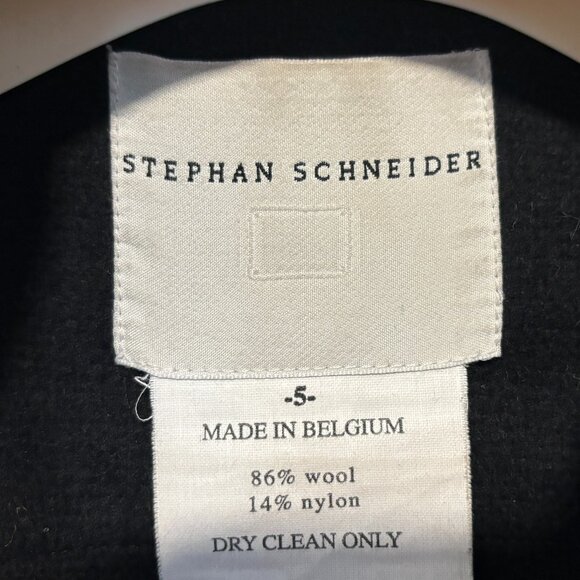 STEPHAN SCHNEIDER
-5-
MADE IN BELGIUM
86% wool
14% nylon
DRY CLEAN ONLY